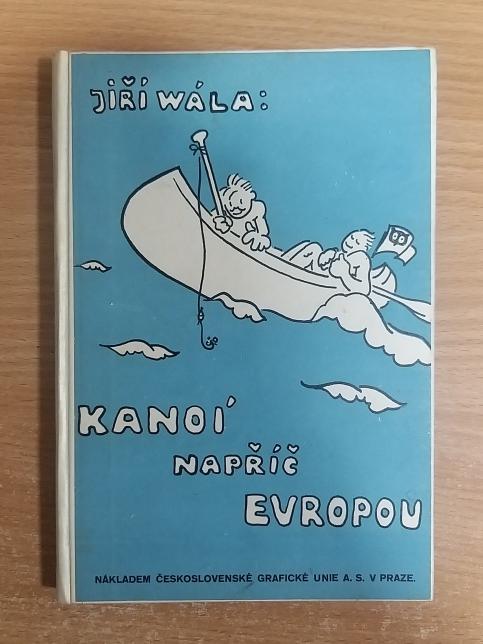 JIŘÍ WÁLA:
KANOÍ
NAPŘÍČ
EVROPOU
NÁKLADEM ČESKOSLOVENSKÉ GRAFICKÉ UNIE A. S. V PRAZE.